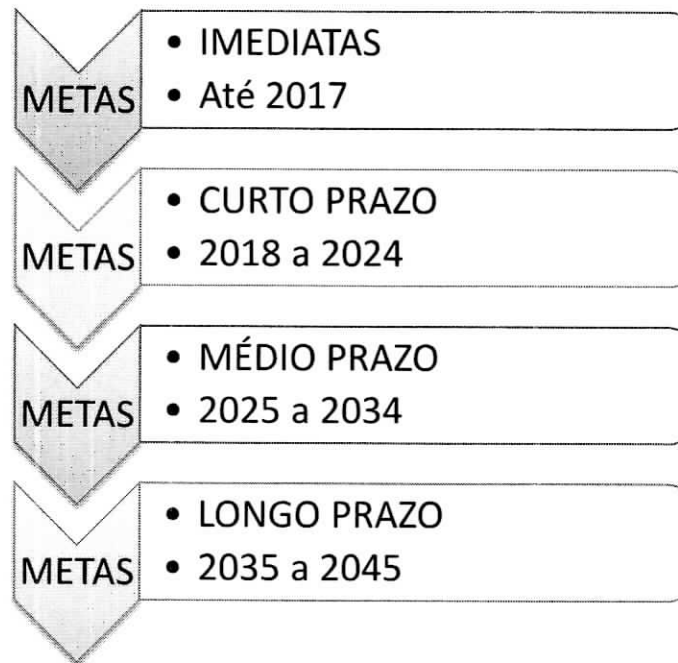 METAS
• IMEDIATAS
• Até 2017
METAS
• CURTO PRAZO
• 2018 a 2024
METAS
• MÉDIO PRAZO
• 2025 a 2034
METAS
• LONGO PRAZO
• 2035 a 2045